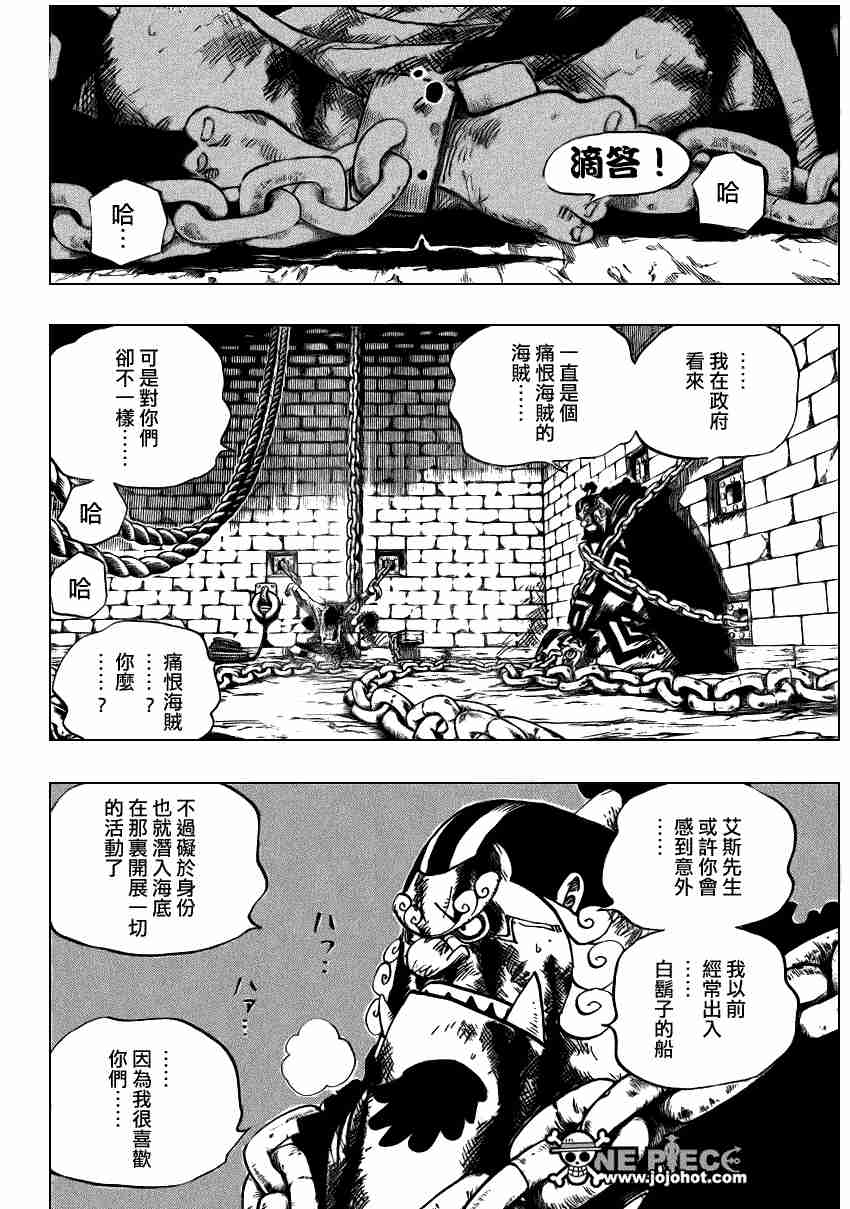 滴答！
哈
哈
…
……
我在政府
看來
一直是個
痛恨海賊的
海賊……
可是對你們
卻不一樣……
哈
哈
痛恨海賊
……？
你麼
……？
艾斯先生
或許你會
感到意外
……
我以前
經常出入
……
白鬍子的船
不過礙於身份
也就潛入海底
在那裏開展一切
的活動了
ハァ…
ハァ…
……
因為我很喜歡
你們……
ONE PIECE
www.jojohot.com